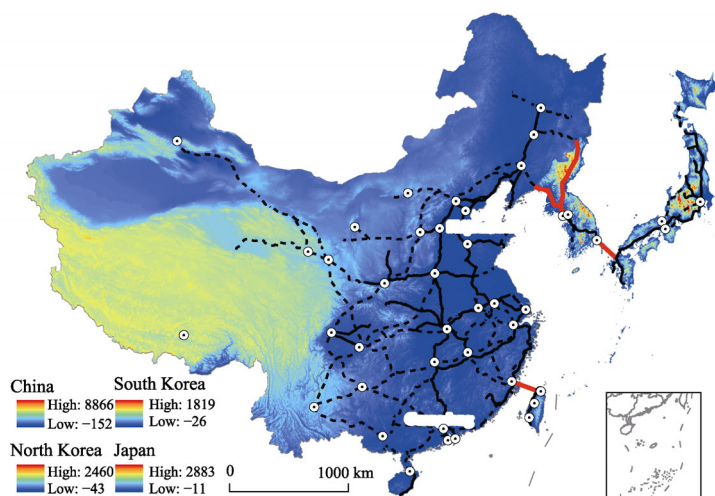 China
High: 8866
Low: −152
South Korea
High: 1819
Low: −26
North Korea
High: 2460
Low: −43
Japan
High: 2883
Low: −11
0 1000 km